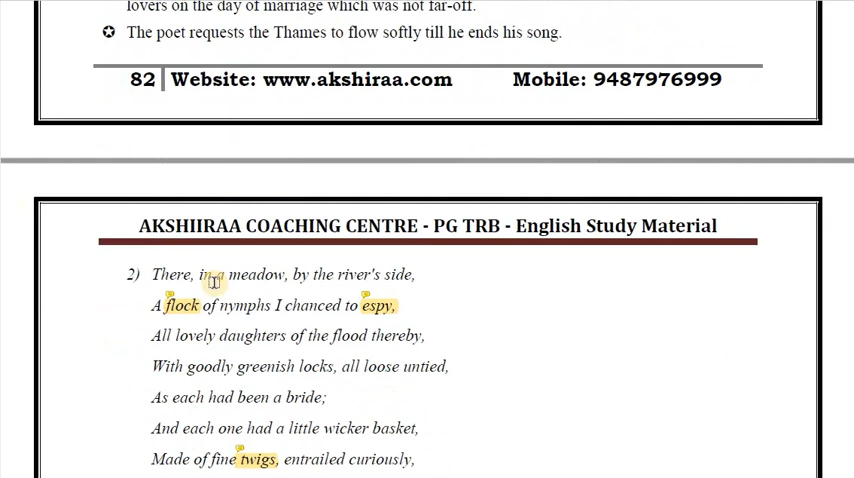 lovers on the day of marriage which was not far-off.
✪ The poet requests the Thames to flow softly till he ends his song.
82 | Website: www.akshiraa.com Mobile: 9487976999
AKSHIIRAA COACHING CENTRE - PG TRB - English Study Material
2) There, in a meadow, by the river's side,
A flock of nymphs I chanced to espy,
All lovely daughters of the flood thereby,
With goodly greenish locks, all loose untied,
As each had been a bride;
And each one had a little wicker basket,
Made of fine twigs, entrailed curiously,